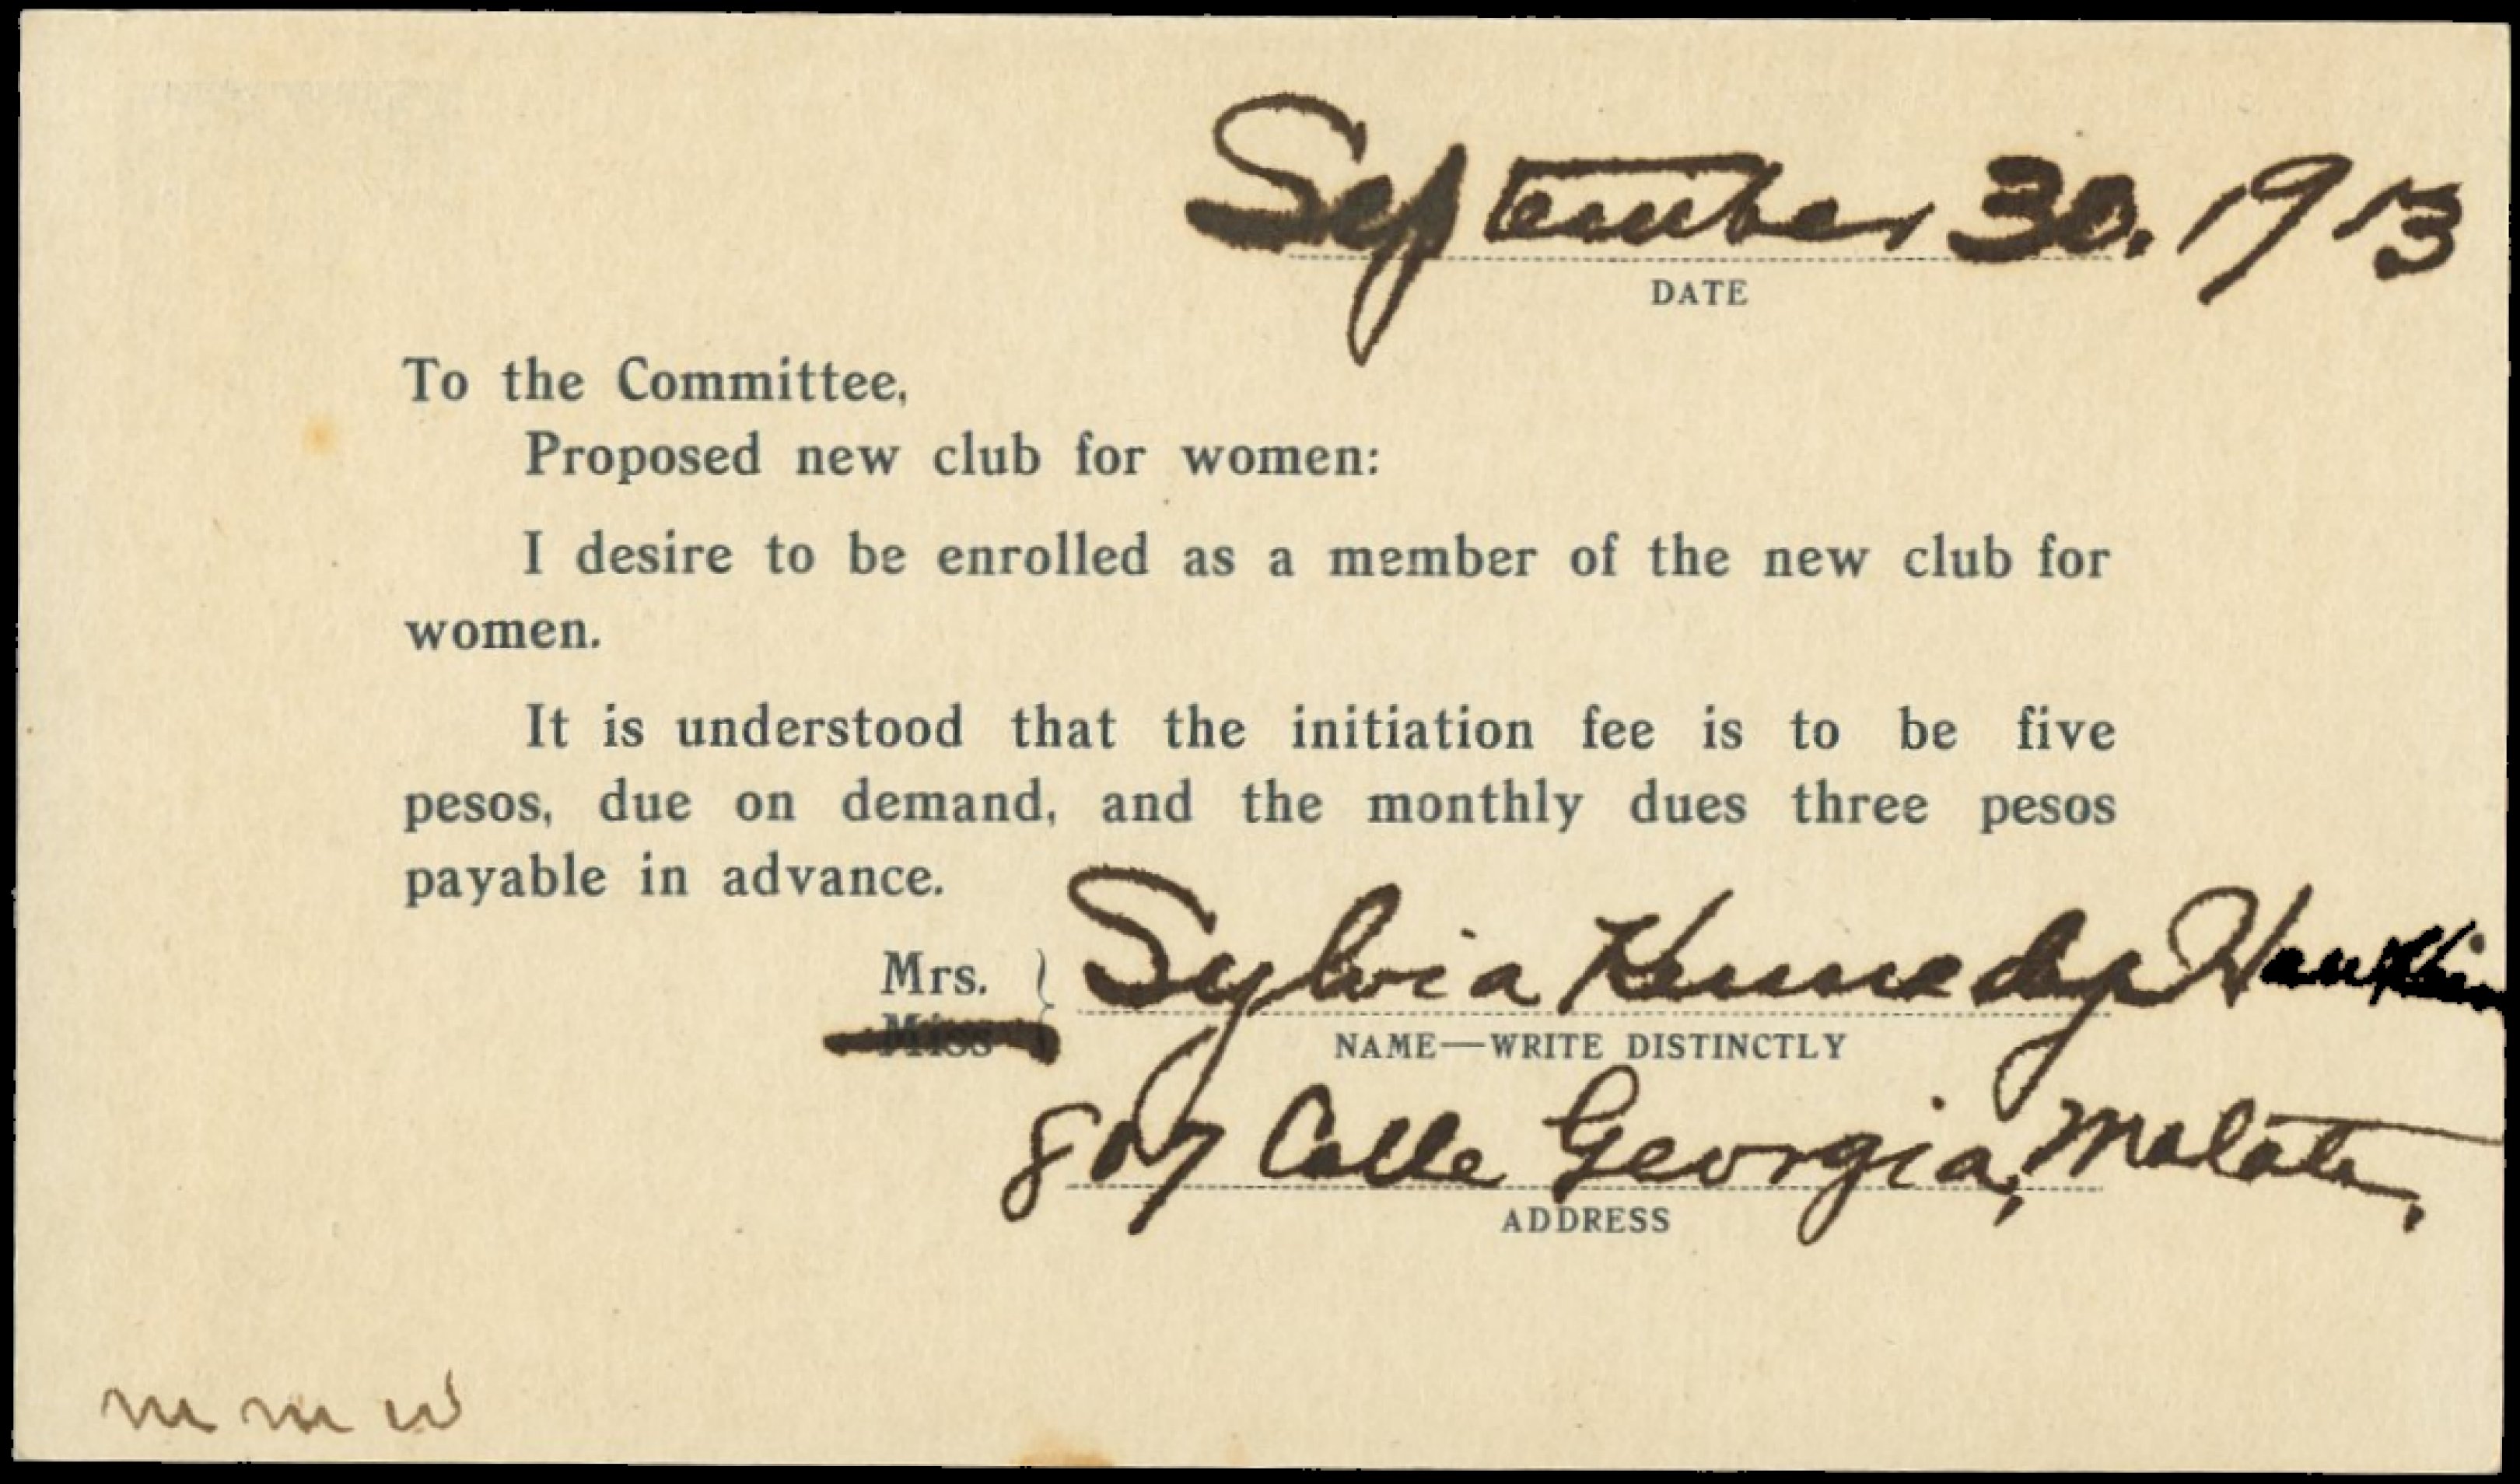 September 30. 1913
DATE
To the Committee,
Proposed new club for women:
I desire to be enrolled as a member of the new club for
women.
It is understood that the initiation fee is to be five
pesos, due on demand, and the monthly dues three pesos
payable in advance.
Mrs. Sylvia Kennedy
Miss
NAME—WRITE DISTINCTLY
807 Calle Georgia, Malate.
ADDRESS
m m w